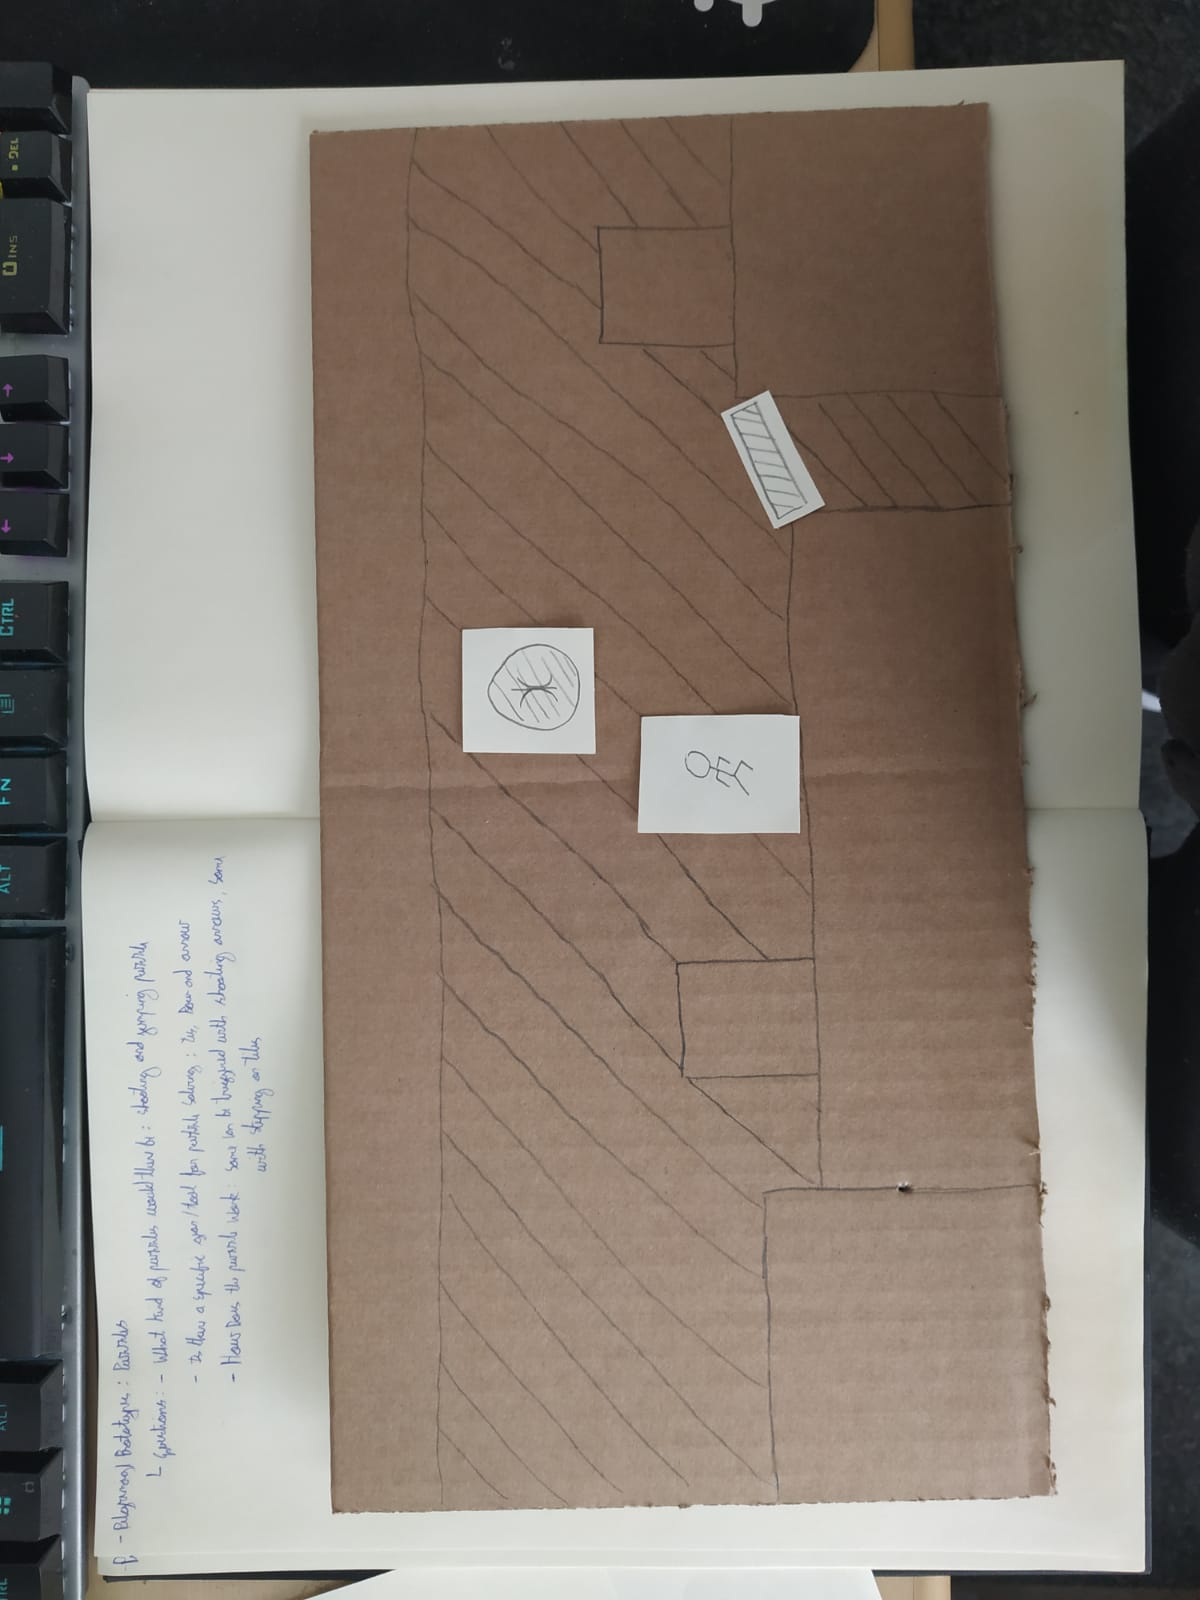 ALT
ALT
FN
CTRL
INS
DEL
P - Prototype: Puzzles
Questions: - What kind of puzzles would there be: shooting and jumping puzzle
- Is there a specific gear/tool for puzzle solving: Yes, Bow and arrow
- How Does the puzzle Work: some can be triggered with shooting arrows, some
with stepping on tiles